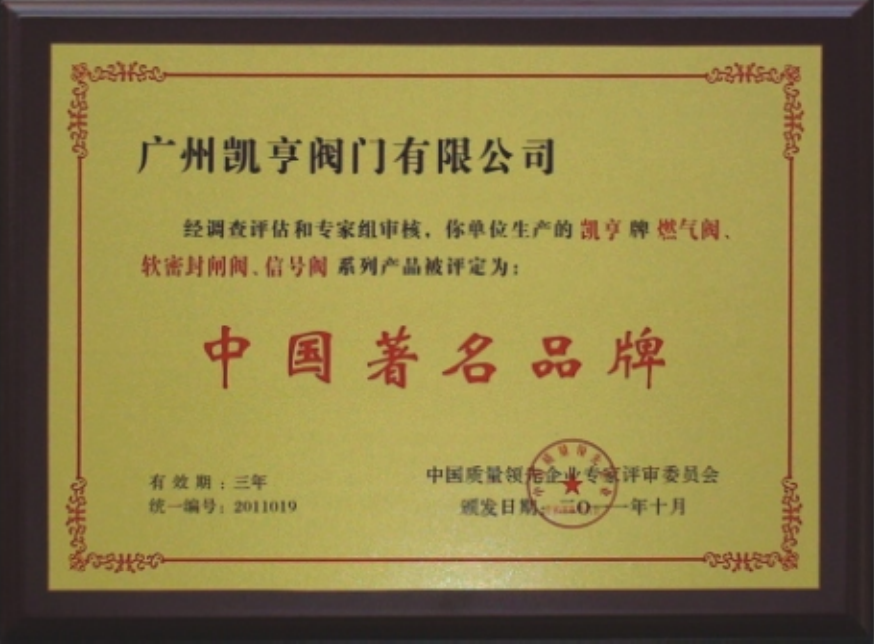 广州凯亨阀门有限公司
经调查评估和专家组审核，你单位生产的 凯亨 牌 燃气阀、
软密封闸阀、信号阀 系列产品被评定为：
中国著名品牌
有效期：三年
统一编号：2011019
中国质量领先企业专家评审委员会
颁发日期：二O一一年十月